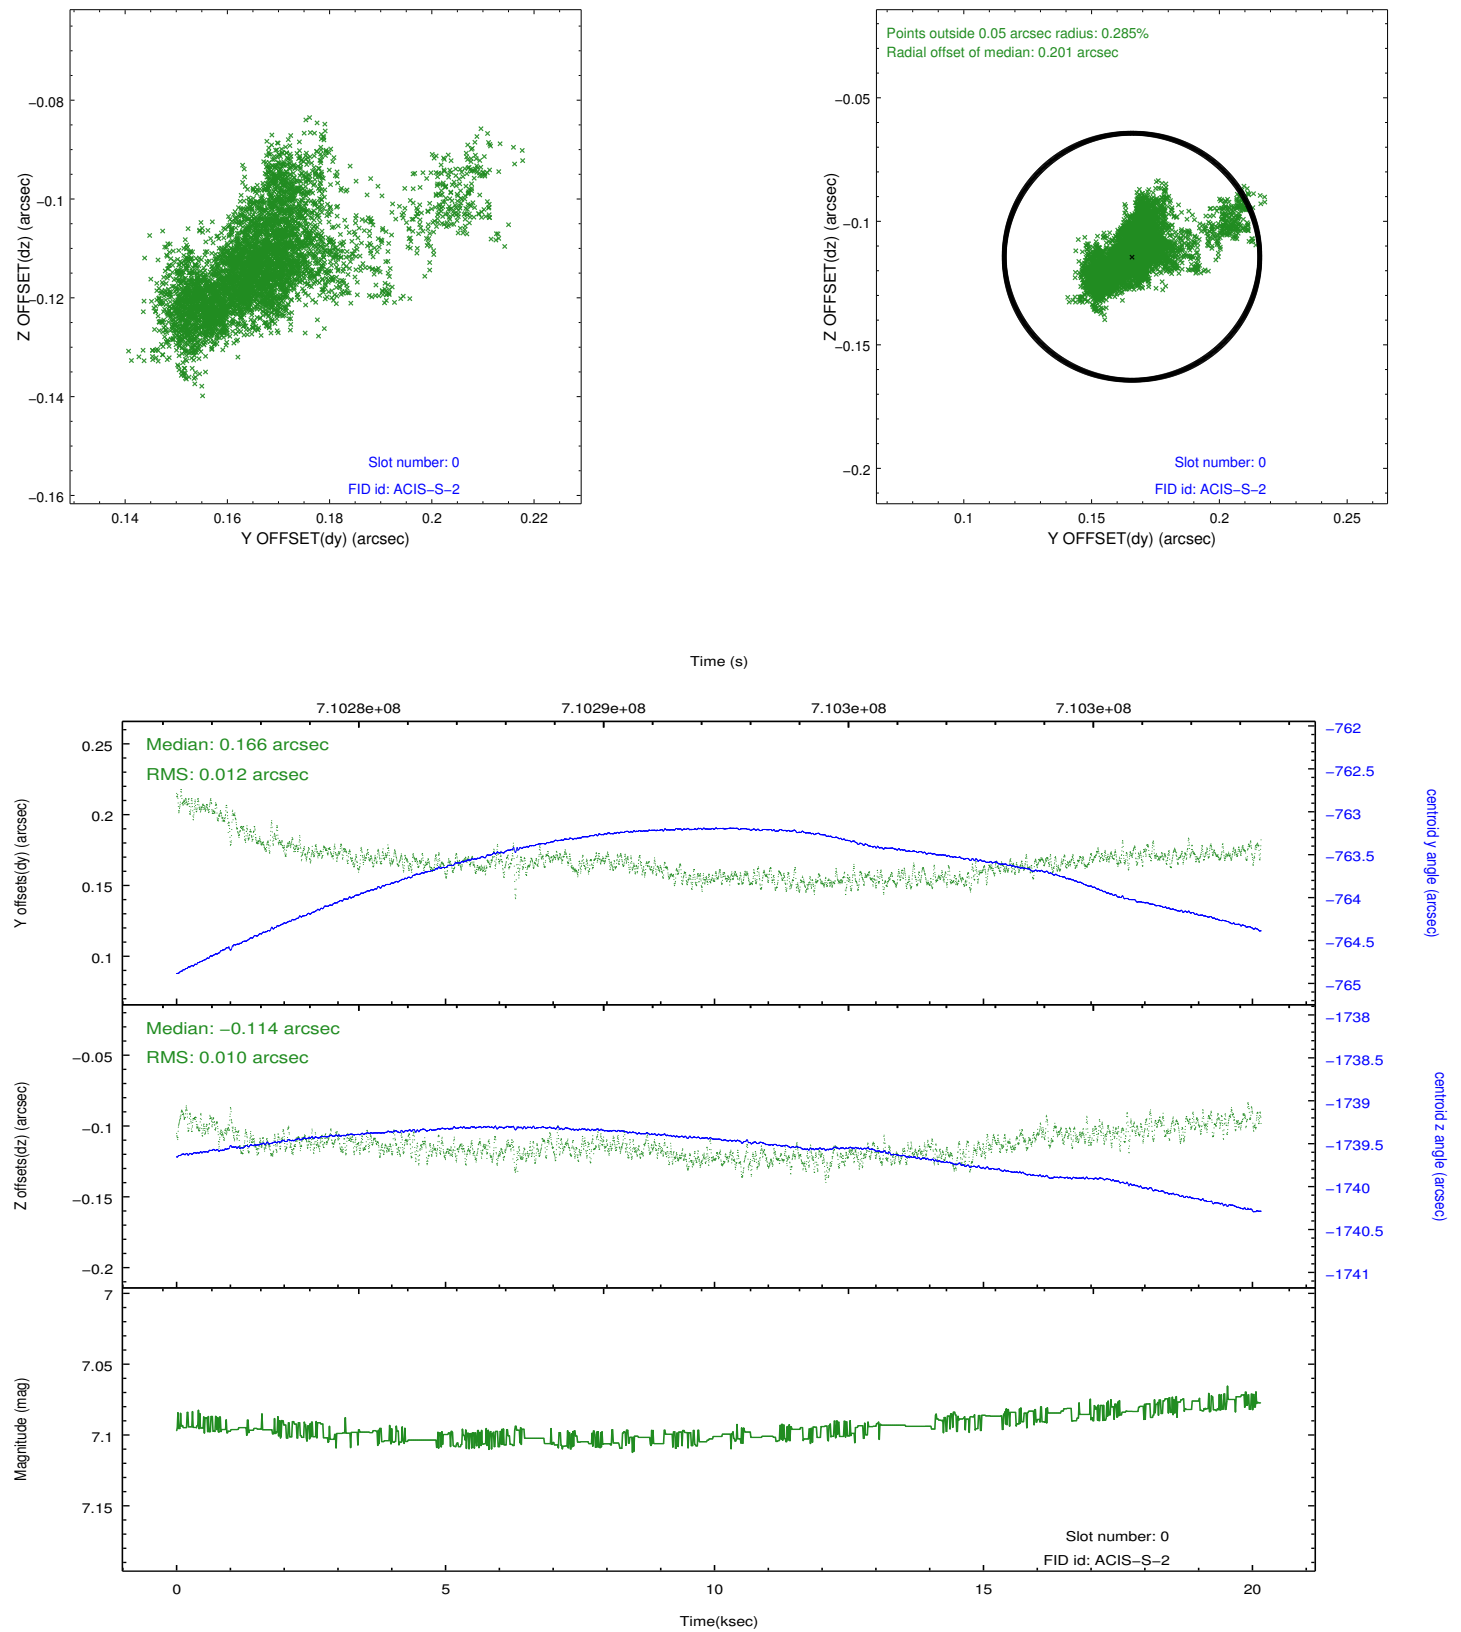 −0.08
−0.1
−0.12
−0.14
−0.16
Z OFFSET(dz) (arcsec)
Slot number: 0
FID id: ACIS−S−2
0.14
0.16
0.18
0.2
0.22
Y OFFSET(dy) (arcsec)
Points outside 0.05 arcsec radius: 0.285%
Radial offset of median: 0.201 arcsec
−0.05
−0.1
−0.15
−0.2
Z OFFSET(dz) (arcsec)
Slot number: 0
FID id: ACIS−S−2
0.1
0.15
0.2
0.25
Y OFFSET(dy) (arcsec)
Time (s)
7.1028e+08
7.1029e+08
7.103e+08
7.103e+08
Median: 0.166 arcsec
RMS: 0.012 arcsec
0.25
0.2
0.15
0.1
Y offsets(dy) (arcsec)
−762
−762.5
−763
−763.5
−764
−764.5
−765
centroid y angle (arcsec)
Median: −0.114 arcsec
RMS: 0.010 arcsec
−0.05
−0.1
−0.15
−0.2
Z offsets(dz) (arcsec)
−1738
−1738.5
−1739
−1739.5
−1740
−1740.5
−1741
centroid z angle (arcsec)
7
7.05
7.1
7.15
Magnitude (mag)
Slot number: 0
FID id: ACIS−S−2
0
5
10
15
20
Time(ksec)